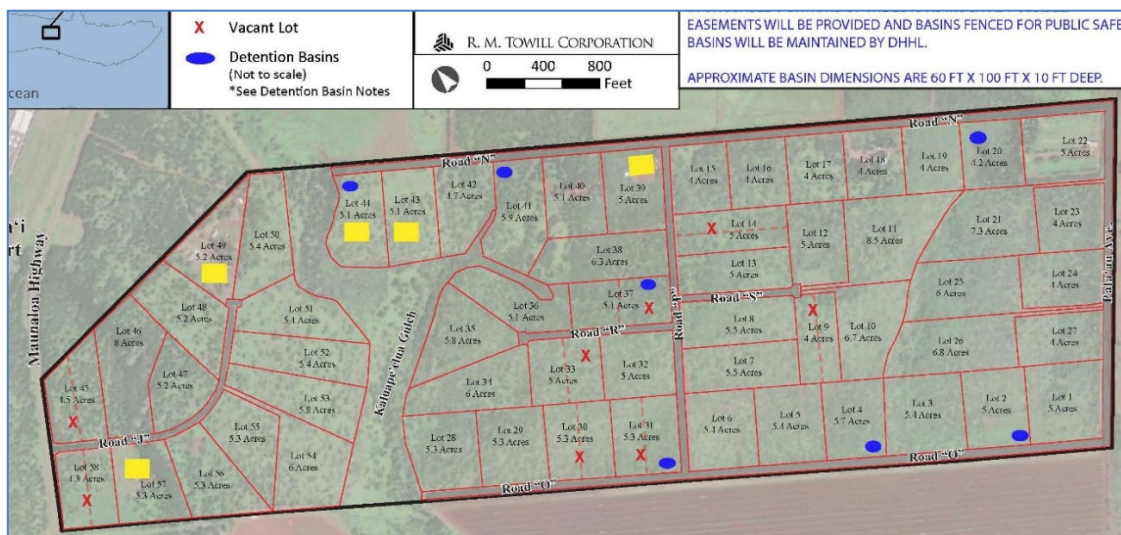 EASEMENTS WILL BE PROVIDED AND BASINS FENCED FOR PUBLIC SAFE
BASINS WILL BE MAINTAINED BY DHHL.
APPROXIMATE BASIN DIMENSIONS ARE 60 FT X 100 FT X 10 FT DEEP.
X Vacant Lot
Detention Basins
(Not to scale)
*See Detention Basin Notes
R. M. TOWILL CORPORATION
0 400 800
Feet
cean
rt
Maunaloa Highway
Road "N"
Road "N"
Pala'au Ave.
Lot 22
5 Acres
Lot 20
4.2 Acres
Lot 19
4 Acres
Lot 18
4 Acres
Lot 17
4 Acres
Lot 16
4 Acres
Lot 15
4 Acres
Lot 39
5 Acres
Lot 40
5.1 Acres
Lot 41
5.9 Acres
Lot 42
4.7 Acres
Lot 43
5.1 Acres
Lot 44
5.1 Acres
Lot 50
5.4 Acres
Lot 49
5.2 Acres
Lot 23
4 Acres
Lot 21
7.3 Acres
Lot 11
8.5 Acres
Lot 12
5 Acres
X Lot 14
5 Acres
Lot 13
5 Acres
Lot 38
6.3 Acres
Lot 24
4 Acres
Lot 25
6 Acres
Road "S"
Road "P"
Lot 37
5.1 Acres
X
Lot 36
5.1 Acres
Lot 51
5.4 Acres
Lot 48
5.2 Acres
Lot 46
8 Acres
Lot 27
4 Acres
Lot 26
6.8 Acres
Lot 10
6.7 Acres
X
Lot 9
4 Acres
Lot 8
5.5 Acres
Lot 7
5.5 Acres
Road "R"
Lot 35
5.8 Acres
Lot 32
5 Acres
X
Lot 33
5 Acres
Lot 34
6 Acres
Lot 52
5.4 Acres
Lot 53
5.8 Acres
Lot 47
5.2 Acres
Lot 45
4.5 Acres
X
Lot 1
5 Acres
Lot 2
5 Acres
Lot 3
5.4 Acres
Lot 4
5.7 Acres
Lot 5
5.4 Acres
Lot 6
5.4 Acres
Lot 31
5.3 Acres
X
Lot 30
5.3 Acres
X
Lot 29
5.3 Acres
Lot 28
5.3 Acres
Lot 55
5.3 Acres
Lot 54
6 Acres
Road "J"
Lot 56
5.3 Acres
Lot 57
5.3 Acres
Lot 58
4.3 Acres
X
Road "O"
Road "O"